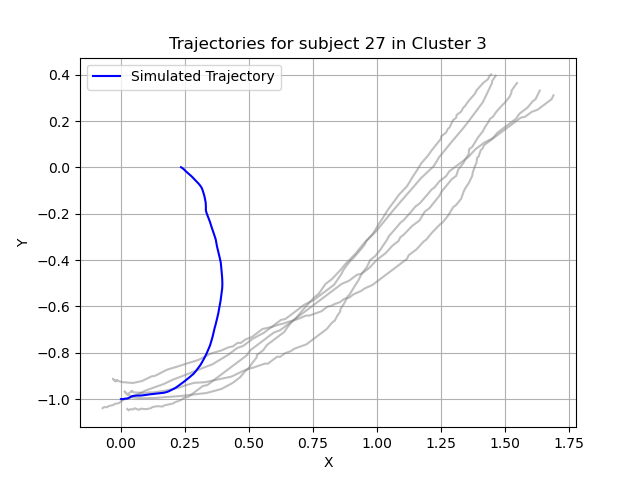 Trajectories for subject 27 in Cluster 3
Simulated Trajectory
Y
0.4
0.2
0.0
−0.2
−0.4
−0.6
−0.8
−1.0
0.00 0.25 0.50 0.75 1.00 1.25 1.50 1.75
X